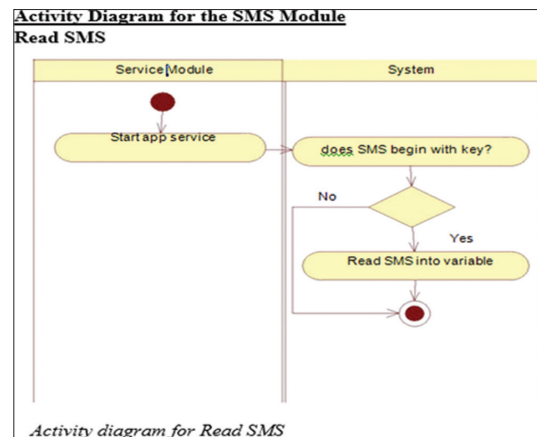 Activity Diagram for the SMS Module
Read SMS
Service Module
System
Start app service
does SMS begin with key?
No
Yes
Read SMS into variable
Activity diagram for Read SMS